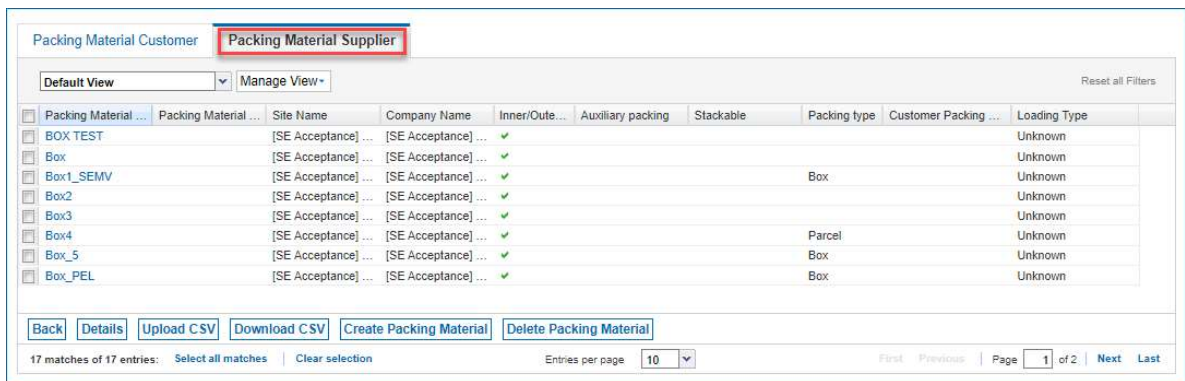 Packing Material Customer Packing Material Supplier
Default View Manage View Reset all Filters
Packing Material ... Packing Material ... Site Name Company Name Inner/Oute... Auxiliary packing Stackable Packing type Customer Packing ... Loading Type
BOX TEST [SE Acceptance] ... [SE Acceptance] ... Unknown
Box [SE Acceptance] ... [SE Acceptance] ... Unknown
Box1_SEMV [SE Acceptance] ... [SE Acceptance] ... Box Unknown
Box2 [SE Acceptance] ... [SE Acceptance] ... Unknown
Box3 [SE Acceptance] ... [SE Acceptance] ... Unknown
Box4 [SE Acceptance] ... [SE Acceptance] ... Parcel Unknown
Box_5 [SE Acceptance] ... [SE Acceptance] ... Box Unknown
Box_PEL [SE Acceptance] ... [SE Acceptance] ... Box Unknown
Back Details Upload CSV Download CSV Create Packing Material Delete Packing Material
17 matches of 17 entries: Select all matches | Clear selection Entries per page 10 First Previous | Page 1 of 2 | Next Last